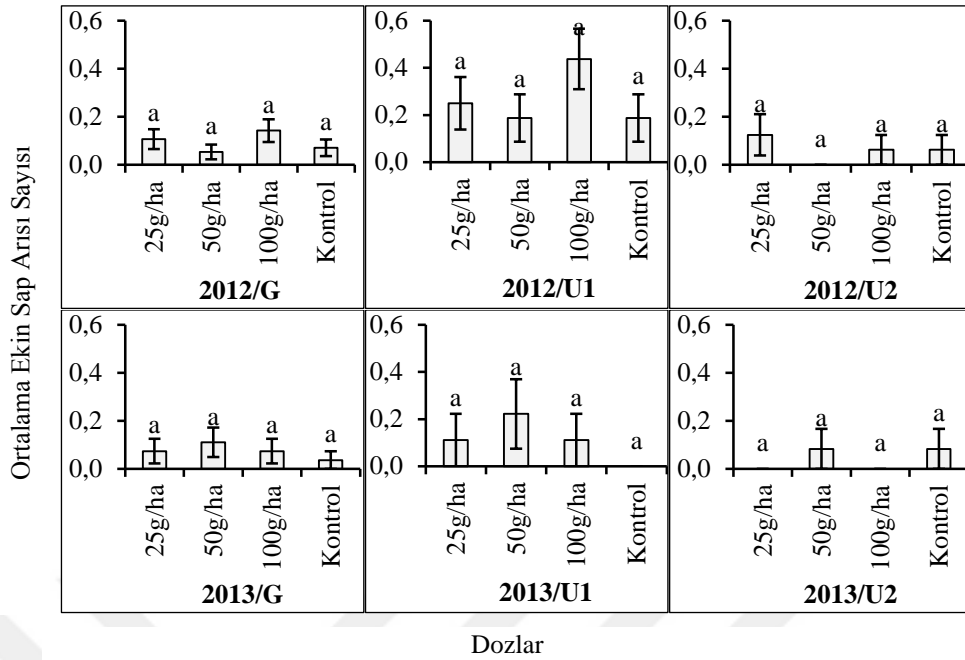 Ortalama Ekin Sap Arısı Sayısı
0,6
0,4
0,2
0,0
a
a
a
a
25g/ha
50g/ha
100g/ha
Kontrol
2012/G
0,6
0,4
0,2
0,0
a
a
a
a
25g/ha
50g/ha
100g/ha
Kontrol
2012/U1
0,6
0,4
0,2
0,0
a
a
a
a
25g/ha
50g/ha
100g/ha
Kontrol
2012/U2
0,6
0,4
0,2
0,0
a
a
a
a
25g/ha
50g/ha
100g/ha
Kontrol
2013/G
0,6
0,4
0,2
0,0
a
a
a
a
25g/ha
50g/ha
100g/ha
Kontrol
2013/U1
0,6
0,4
0,2
0,0
a
a
a
a
25g/ha
50g/ha
100g/ha
Kontrol
2013/U2
Dozlar